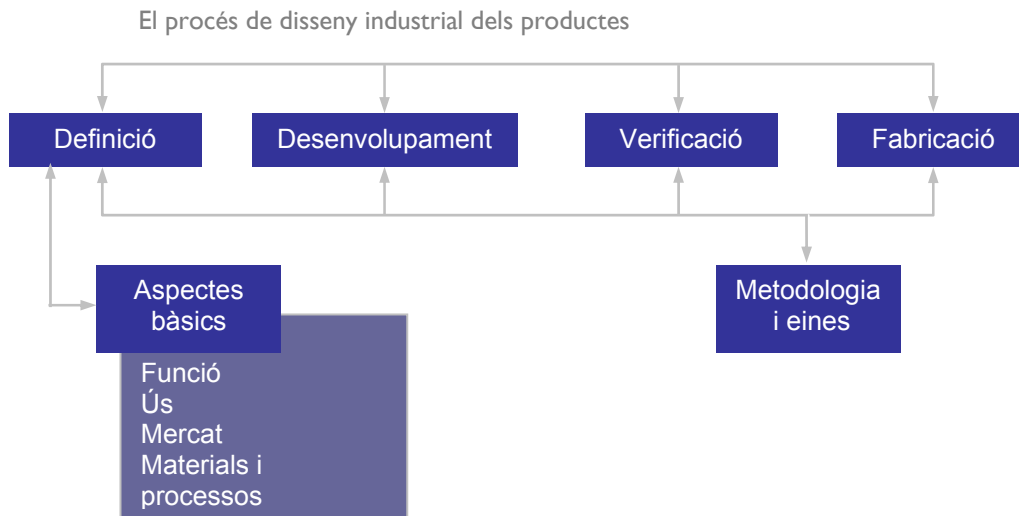 El procés de disseny industrial dels productes
Definició
Desenvolupament
Verificació
Fabricació
Aspectes
bàsics
Funció
Ús
Mercat
Materials i
processos
Metodologia
i eines